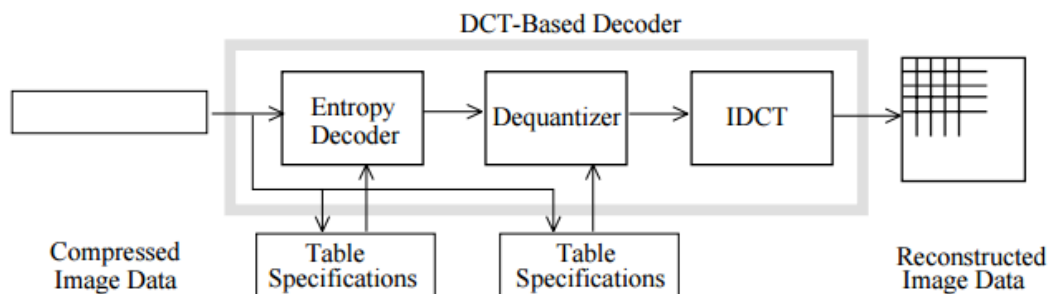 DCT-Based Decoder
Entropy
Decoder
Dequantizer
IDCT
Compressed
Image Data
Table
Specifications
Table
Specifications
Reconstructed
Image Data